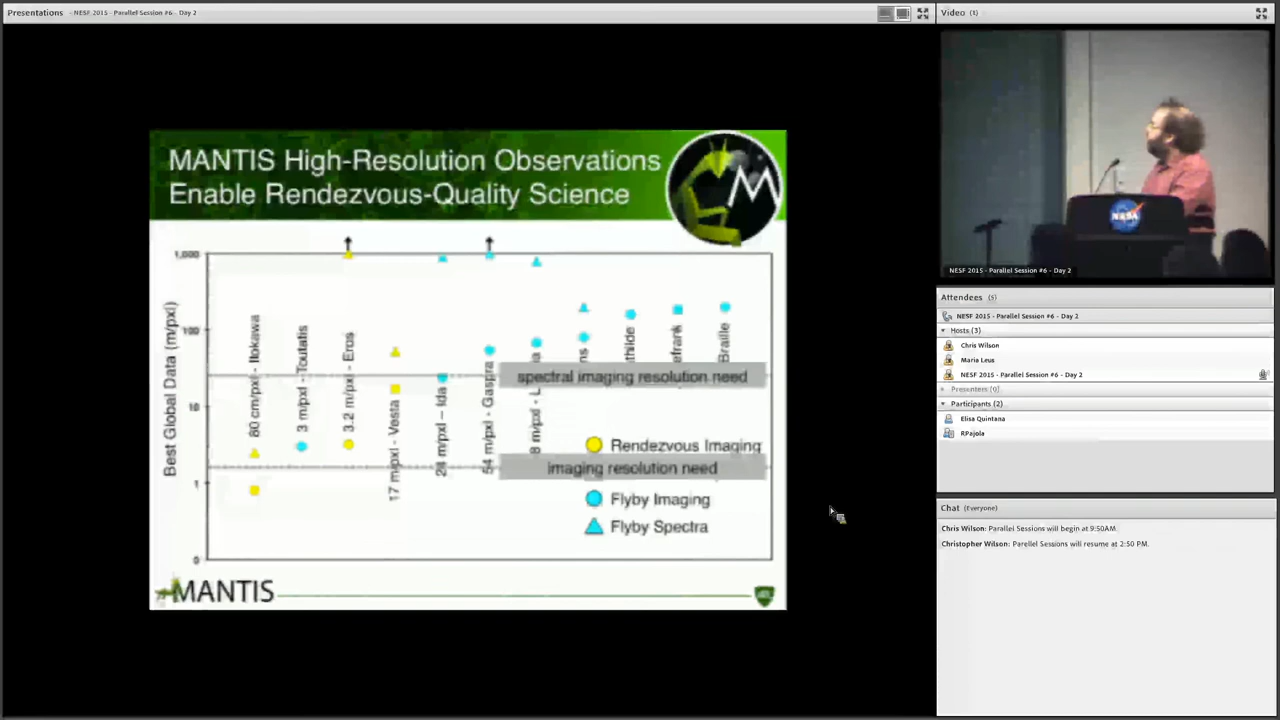 Presentations - NESF 2015 - Parallel Session #6 - Day 2
MANTIS High-Resolution Observations
Enable Rendezvous-Quality Science
M
Best Global Data (m/pxl)
1,000
100
10
1
0
80 cm/pxl - Itokawa
3 m/pxl - Toutatis
3.2 m/pxl - Eros
17 m/pxl - Vesta
24 m/pxl - Ida
54 m/pxl - Gaspra
8 m/pxl - L
Braille
spectral imaging resolution need
Rendezvous Imaging
imaging resolution need
Flyby Imaging
Flyby Spectra
MANTIS
Video (1)
NASA
NESF 2015 - Parallel Session #6 - Day 2
Attendees (5)
NESF 2015 - Parallel Session #6 - Day 2
Hosts (3)
Chris Wilson
Maria Leus
NESF 2015 - Parallel Session #6 - Day 2
Presenters (0)
Participants (2)
Elisa Quintana
RPajola
Chat (Everyone)
Chris Wilson: Parallel Sessions will begin at 9:50AM.
Christopher Wilson: Parellel Sessions will resume at 2:50 PM.